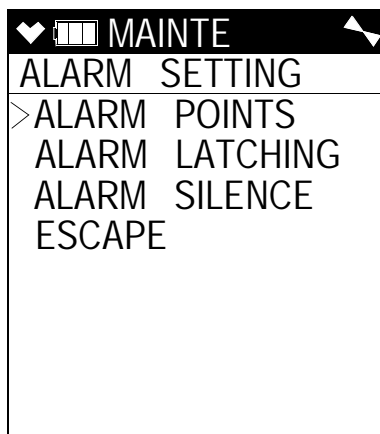 MAINTE
ALARM SETTING
>ALARM POINTS
ALARM LATCHING
ALARM SILENCE
ESCAPE